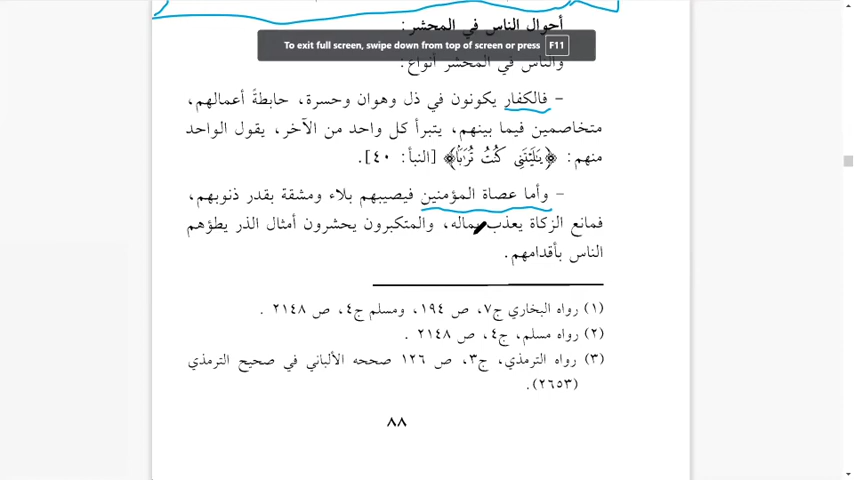 أحوال الناس في المحشر:
To exit full screen, swipe down from top of screen or press F11
والناس في المحشر أنواع:
– فالكفار يكونون في ذل وهوان وحسرة، حابطةً أعمالهم،
متخاصمين فيما بينهم، يتبرأ كل واحد من الآخر، يقول الواحد
منهم: ﴿يَٰلَيْتَنِي كُنتُ تُرَٰبَۢا﴾ [النبأ: ٤٠].
– وأما عصاة المؤمنين فيصيبهم بلاء ومشقة بقدر ذنوبهم،
فمانع الزكاة يعذب بماله، والمتكبرون يحشرون أمثال الذر يطؤهم
الناس بأقدامهم.
(١) رواه البخاري ج٧، ص ١٩٤، ومسلم ج٤، ص ٢١٤٨ .
(٢) رواه مسلم، ج٤، ص ٢١٤٨ .
(٣) رواه الترمذي، ج٣، ص ١٢٦ صححه الألباني في صحيح الترمذي
(٢٦٥٣).
٨٨